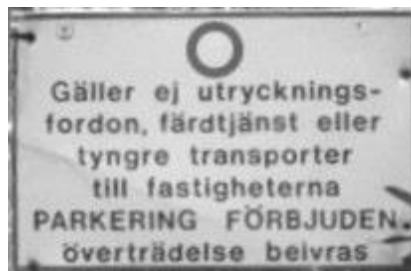 Gäller ej utrycknings-
fordon, färdtjänst eller
tyngre transporter
till fastigheterna
PARKERING FÖRBJUDEN.
överträdelse beivras